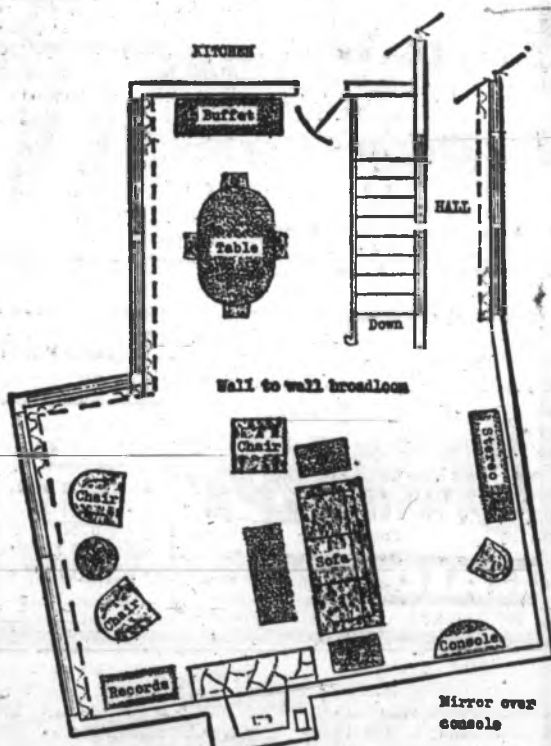 KITCHEN
Buffet
HALL
Table
Down
Wall to wall broadloom
Chair
Stereo
Chair
Sofa
Chair
Console
Records
Mirror over
console